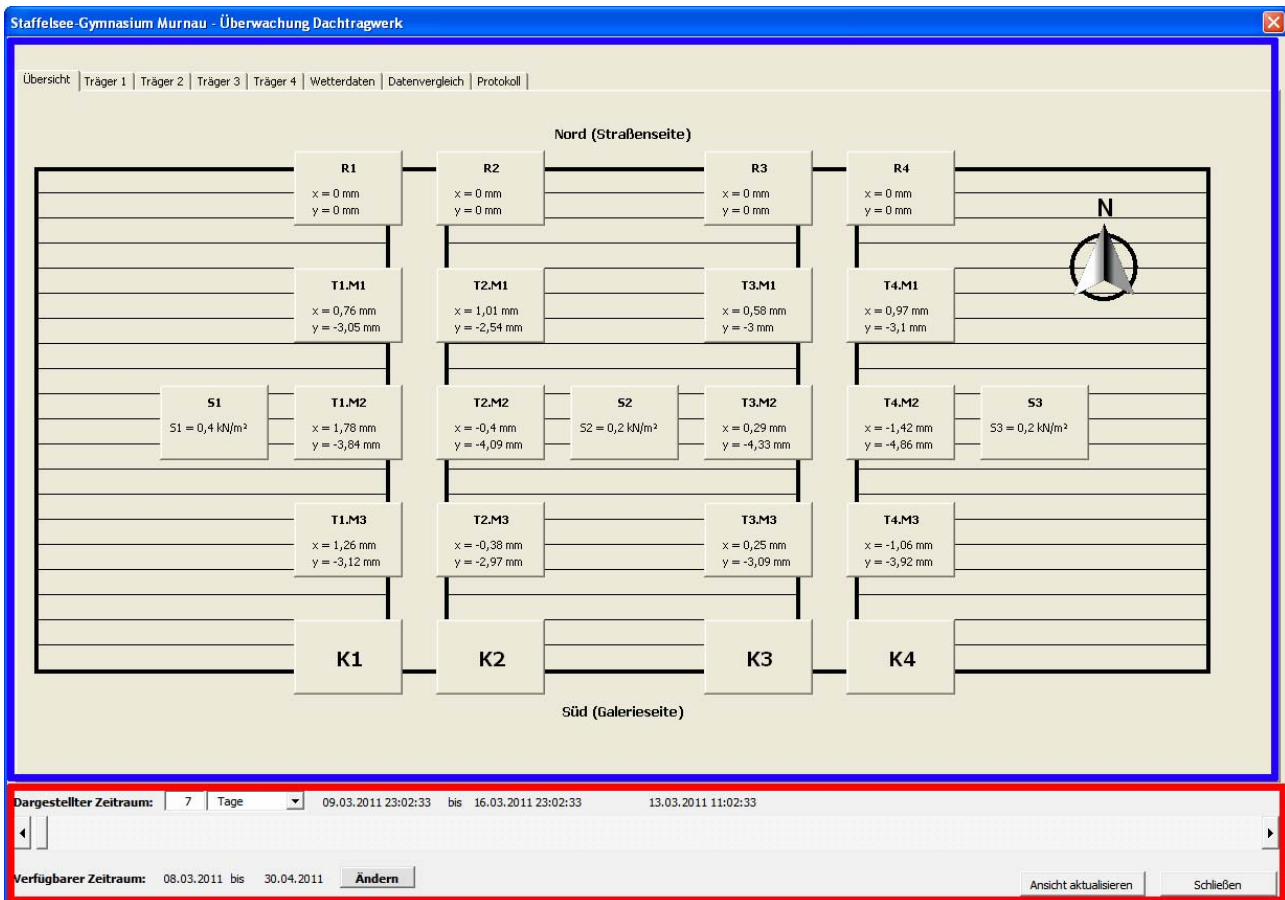 Staffelsee-Gymnasium Murnau - Überwachung Dachtragwerk
Übersicht Träger 1 Träger 2 Träger 3 Träger 4 Wetterdaten Datenvergleich Protokoll
Nord (Straßenseite)
R1 R2 R3 R4
x = 0 mm x = 0 mm x = 0 mm x = 0 mm
y = 0 mm y = 0 mm y = 0 mm y = 0 mm
N
T1.M1 T2.M1 T3.M1 T4.M1
x = 0,76 mm x = 1,01 mm x = 0,58 mm x = 0,97 mm
y = -3,05 mm y = -2,54 mm y = -3 mm y = -3,1 mm
S1 T1.M2 T2.M2 S2 T3.M2 T4.M2 S3
S1 = 0,4 kN/m² x = 1,78 mm x = -0,4 mm S2 = 0,2 kN/m² x = 0,29 mm x = -1,42 mm S3 = 0,2 kN/m²
y = -3,84 mm y = -4,09 mm y = -4,33 mm y = -4,86 mm
T1.M3 T2.M3 T3.M3 T4.M3
x = 1,26 mm x = -0,38 mm x = 0,25 mm x = -1,06 mm
y = -3,12 mm y = -2,97 mm y = -3,09 mm y = -3,92 mm
K1 K2 K3 K4
Süd (Galerieseite)
Dargestellter Zeitraum: 7 Tage 09.03.2011 23:02:33 bis 16.03.2011 23:02:33 13.03.2011 11:02:33
Verfügbarer Zeitraum: 08.03.2011 bis 30.04.2011 Ändern
Ansicht aktualisieren Schließen